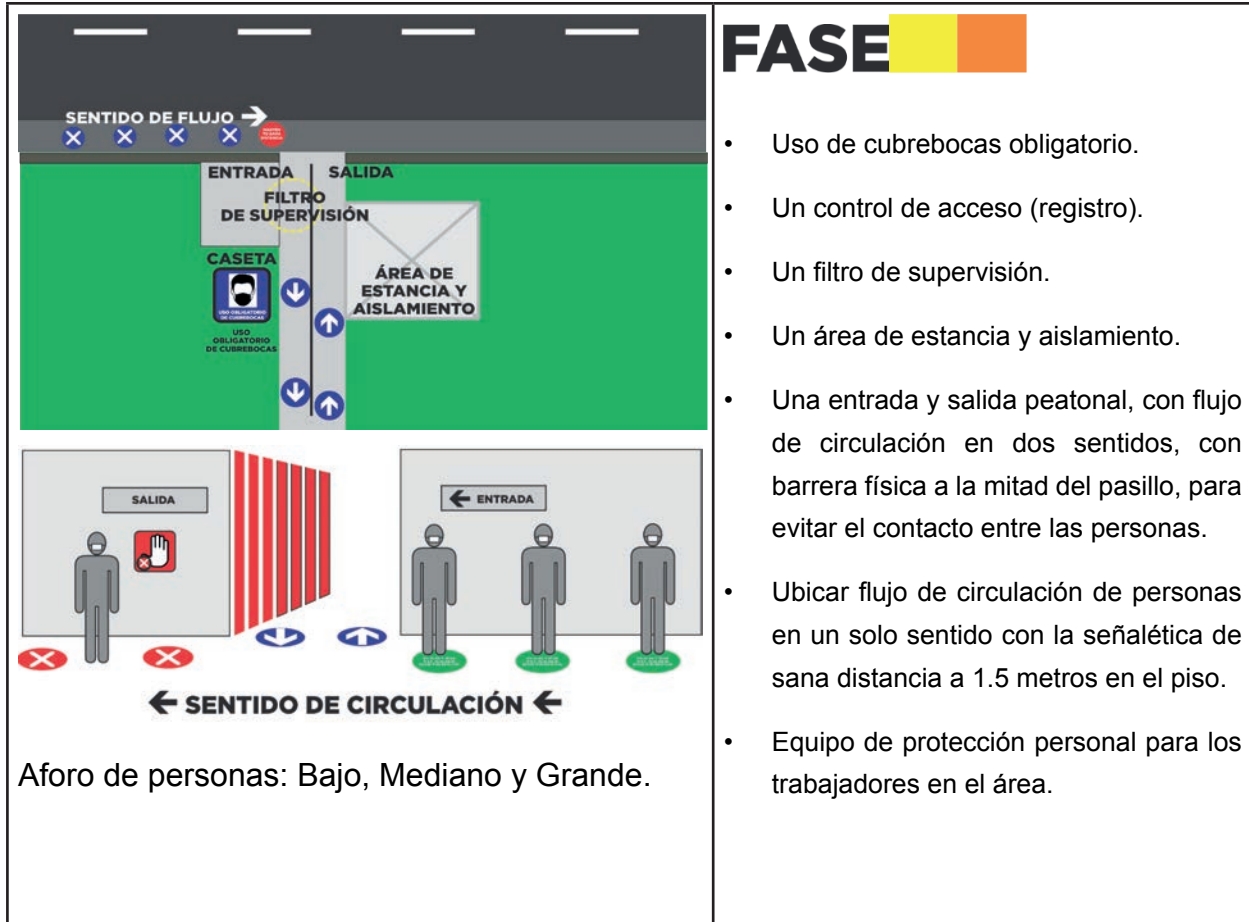 SENTIDO DE FLUJO →
ENTRADA
SALIDA
FILTRO
DE SUPERVISIÓN
CASETA
USO OBLIGATORIO
DE CUBREBOCAS
USO
OBLIGATORIO
DE CUBREBOCAS
ÁREA DE
ESTANCIA Y
AISLAMIENTO
SALIDA
← ENTRADA
← SENTIDO DE CIRCULACIÓN ←
Aforo de personas: Bajo, Mediano y Grande.
FASE
• Uso de cubrebocas obligatorio.
• Un control de acceso (registro).
• Un filtro de supervisión.
• Un área de estancia y aislamiento.
• Una entrada y salida peatonal, con flujo
de circulación en dos sentidos, con
barrera física a la mitad del pasillo, para
evitar el contacto entre las personas.
• Ubicar flujo de circulación de personas
en un solo sentido con la señalética de
sana distancia a 1.5 metros en el piso.
• Equipo de protección personal para los
trabajadores en el área.